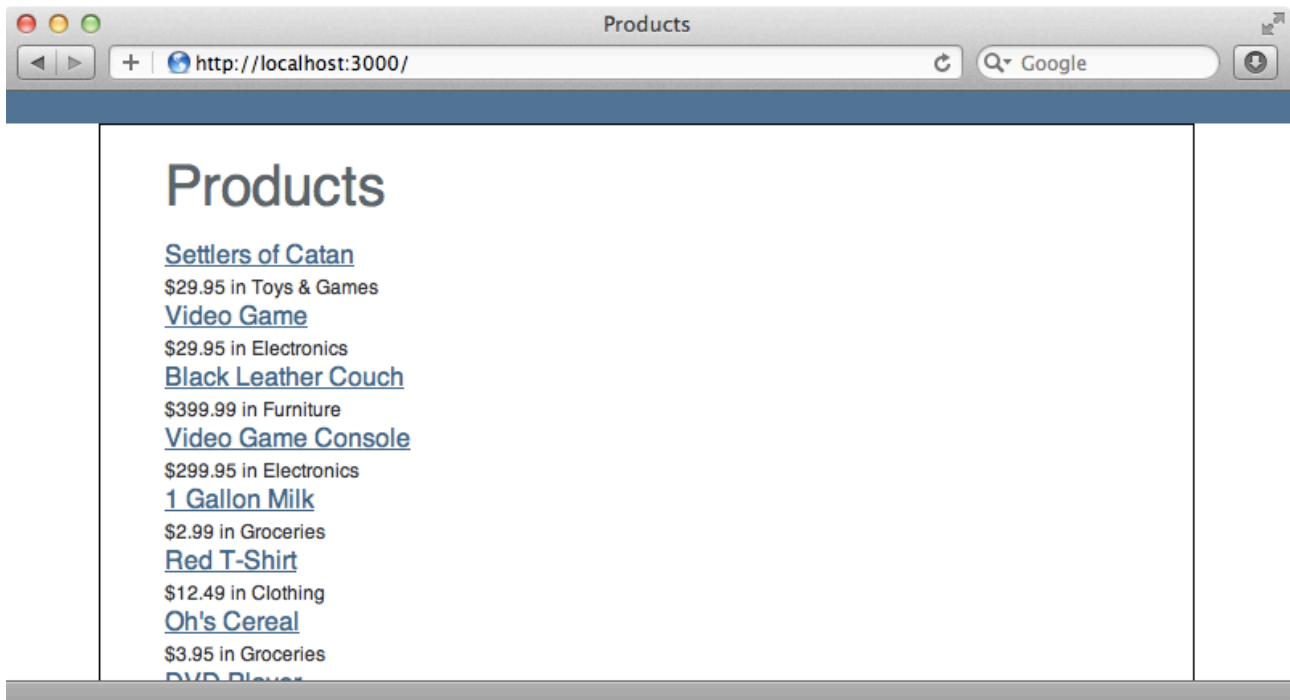 Products
http://localhost:3000/
Google
Products
Settlers of Catan
$29.95 in Toys & Games
Video Game
$29.95 in Electronics
Black Leather Couch
$399.99 in Furniture
Video Game Console
$299.95 in Electronics
1 Gallon Milk
$2.99 in Groceries
Red T-Shirt
$12.49 in Clothing
Oh's Cereal
$3.95 in Groceries
DVD Player